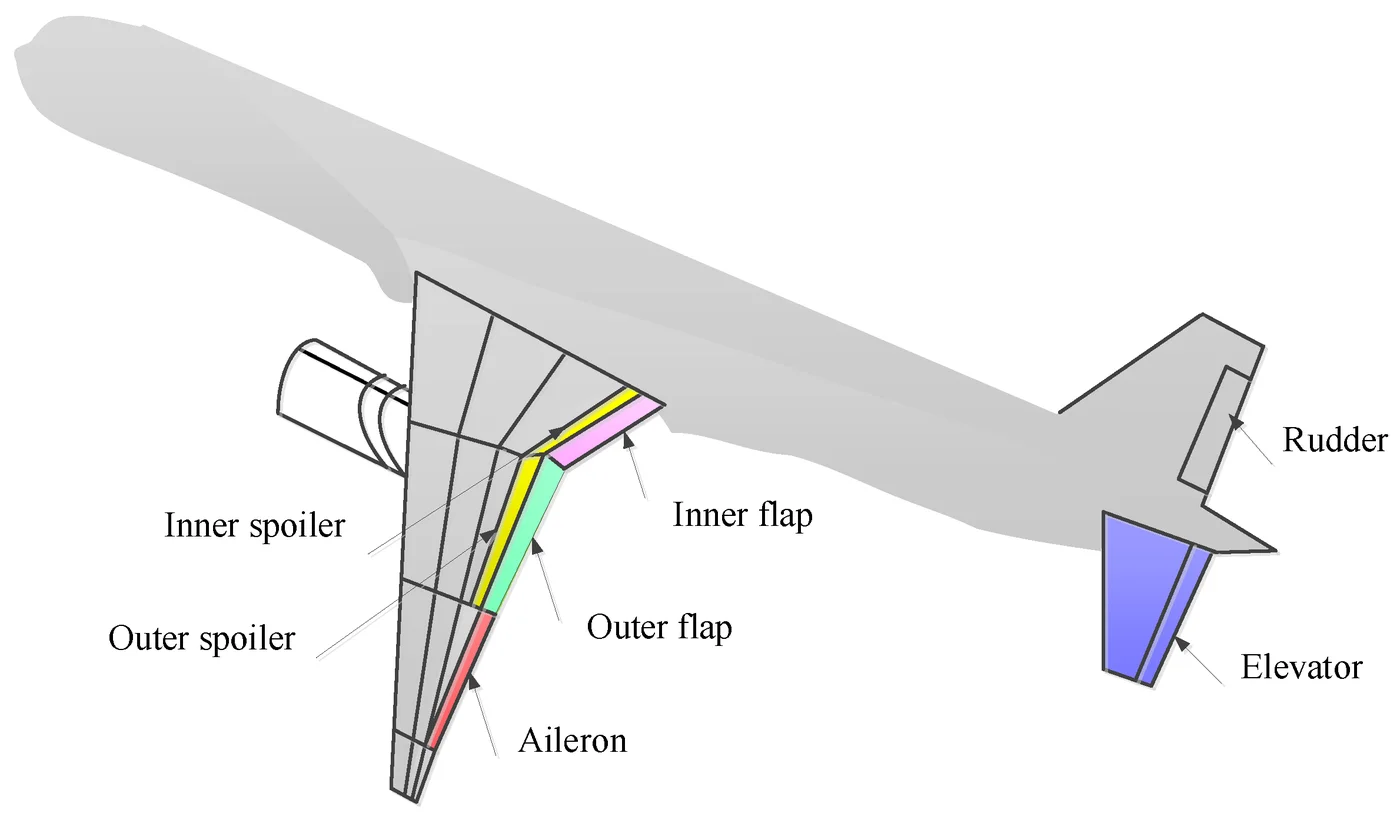 Rudder
Inner spoiler
Inner flap
Outer spoiler
Outer flap
Elevator
Aileron